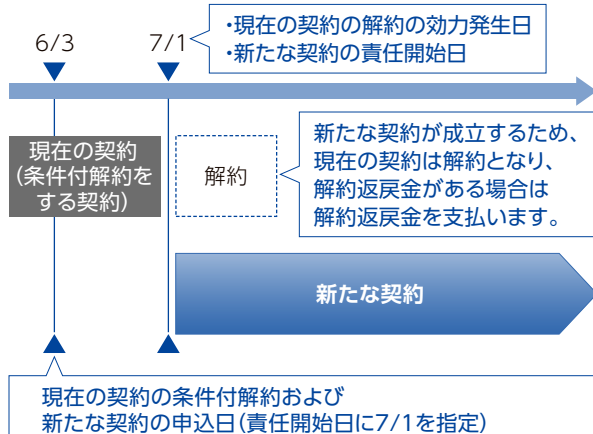 ・現在の契約の解約の効力発生日
・新たな契約の責任開始日
6/3
7/1
現在の契約
(条件付解約を
する契約)
解約
新たな契約が成立するため、
現在の契約は解約となり、
解約返戻金がある場合は
解約返戻金を支払います。
新たな契約
現在の契約の条件付解約および
新たな契約の申込日(責任開始日に7/1を指定)